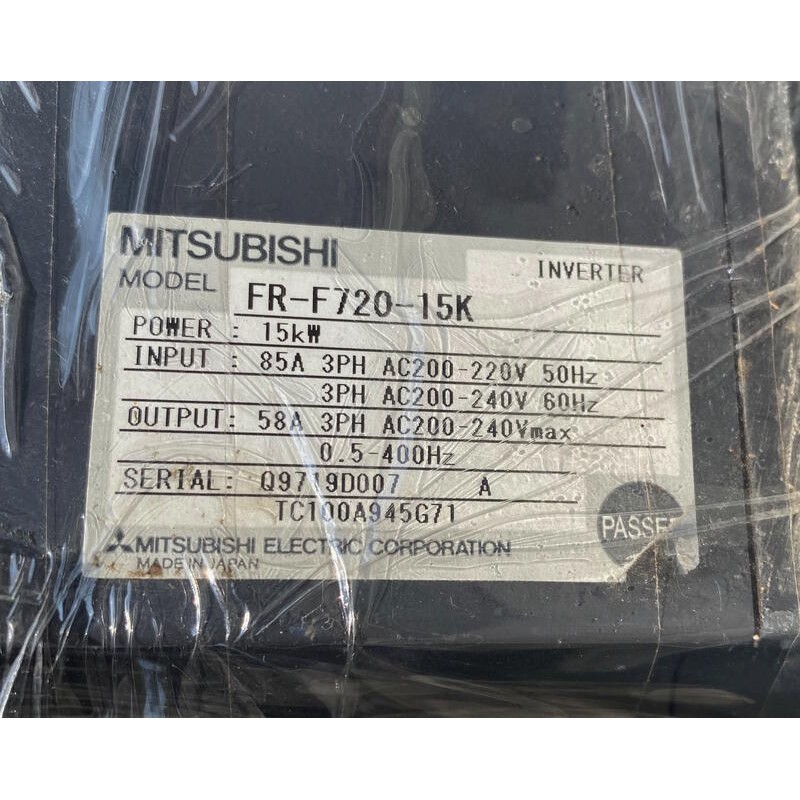 MITSUBISHI
INVERTER
MODEL FR-F720-15K
POWER : 15kW
INPUT : 85A 3PH AC200-220V 50Hz
3PH AC200-240V 60Hz
OUTPUT: 58A 3PH AC200-240Vmax
0.5-400Hz
SERIAL: Q9719D007 A
TC100A945G71
PASSE
MITSUBISHI ELECTRIC CORPORATION
MADE IN JAPAN